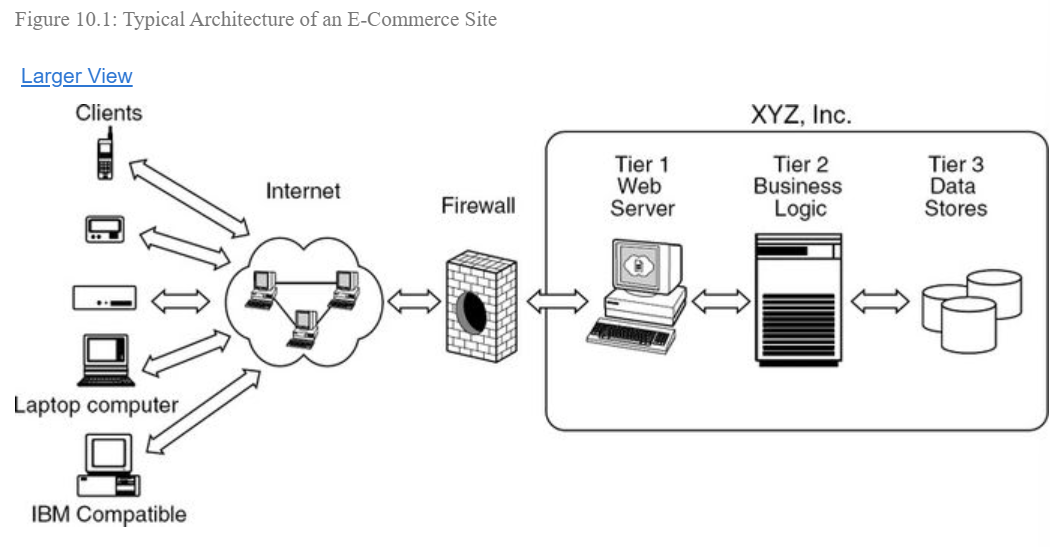 Figure 10.1: Typical Architecture of an E-Commerce Site
Larger View
Clients
XYZ, Inc.
Internet
Firewall
Tier 1
Web
Server
Tier 2
Business
Logic
Tier 3
Data
Stores
Laptop computer
IBM Compatible